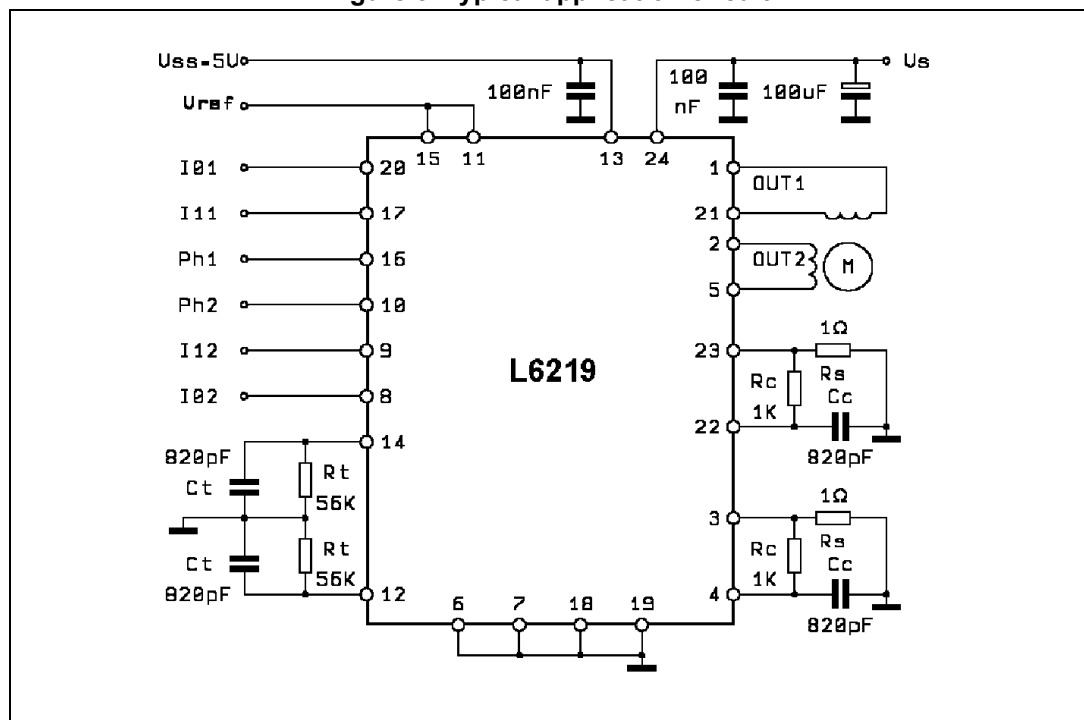 Uss=5V
Us
100nF
100
nF
100uF
Uref
15
11
13
24
I01
20
1
OUT1
I11
17
21
Ph1
16
2
OUT2
M
Ph2
10
5
I12
9
23
1Ω
Rs
L6219
Rc
1K
Cc
I02
8
22
820pF
14
820pF
Ct
Rt
56K
3
1Ω
Rs
Ct
Rt
56K
Rc
1K
Cc
820pF
12
4
820pF
6
7
18
19